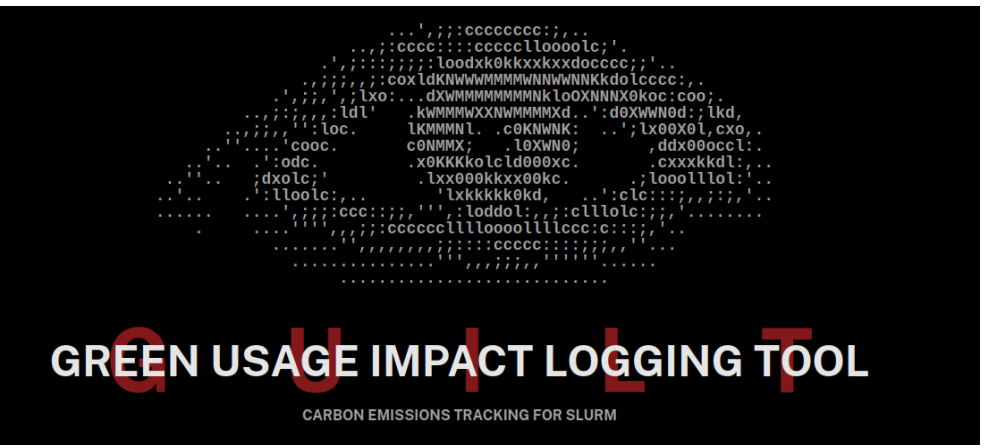 G U I L T
GREEN USAGE IMPACT LOGGING TOOL
CARBON EMISSIONS TRACKING FOR SLURM